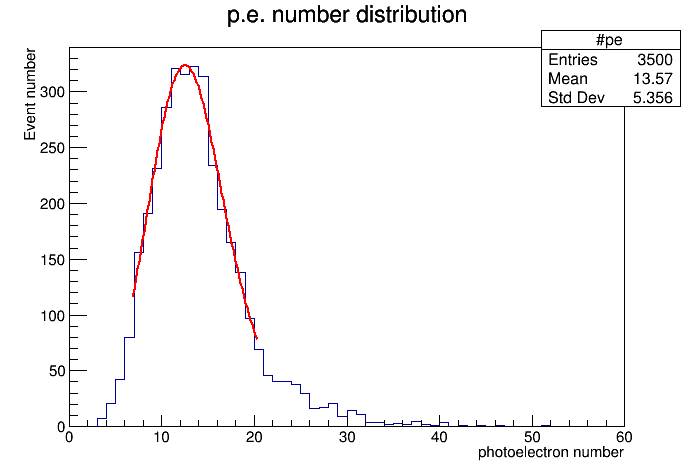 p.e. number distribution
#pe
Entries 3500
Mean 13.57
Std Dev 5.356
Event number
300
250
200
150
100
50
0
0 10 20 30 40 50 60
photoelectron number